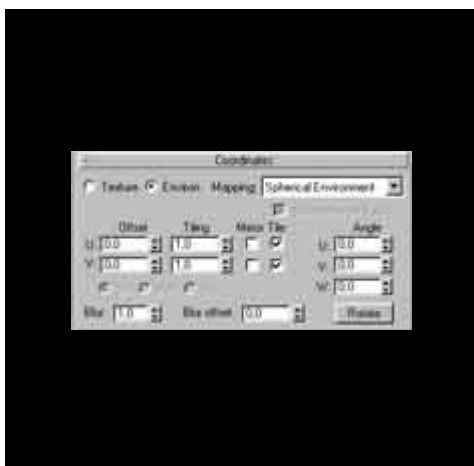 Coordinates
Texture Environ Mapping: Spherical Environment
Offset Tiling Mirror Tile Angle
U: 0.0 1.0 U: 0.0
V: 0.0 1.0 V: 0.0
W: 0.0
Blur: 1.0 Blur offset: 0.0 Rotate